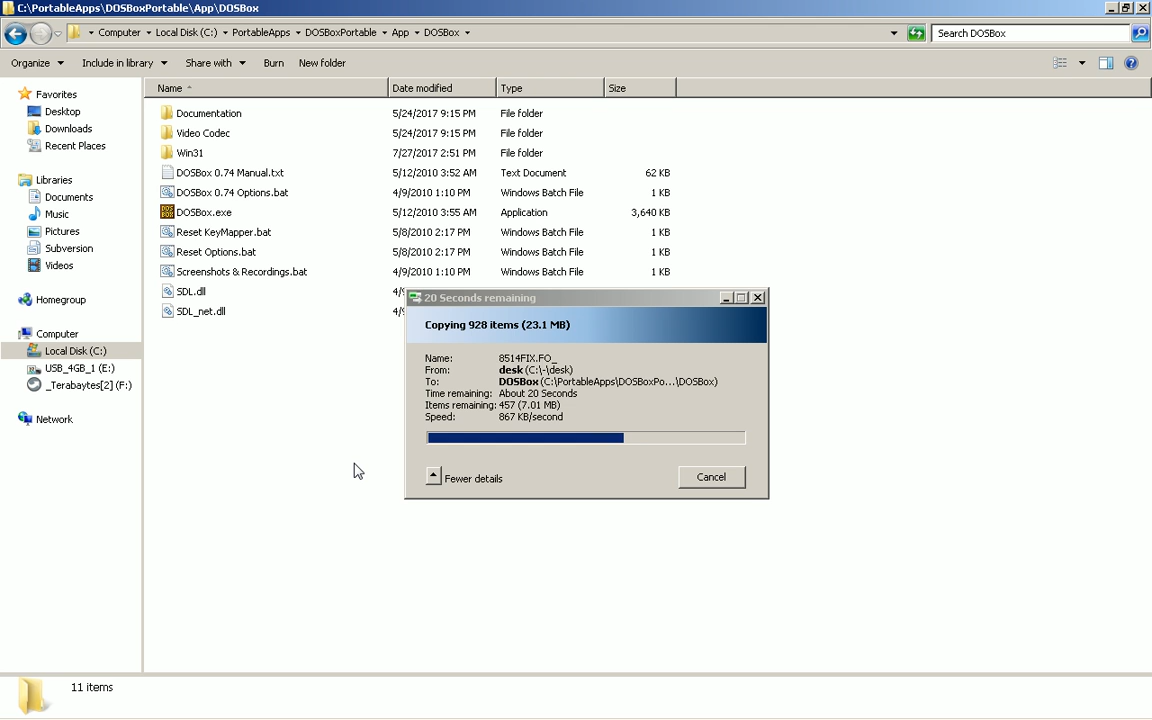 C:\PortableApps\DOSBoxPortable\App\DOSBox
Computer Local Disk (C:) PortableApps DOSBoxPortable App DOSBox Search DOSBox
Organize Include in library Share with Burn New folder
Name Date modified Type Size
Favorites
Desktop
Downloads
Recent Places
Libraries
Documents
Music
Pictures
Subversion
Videos
Homegroup
Computer
Local Disk (C:)
USB_4GB_1 (E:)
_Terabaytes[2] (F:)
Network
Documentation 5/24/2017 9:15 PM File folder
Video Codec 5/24/2017 9:15 PM File folder
Win31 7/27/2017 2:51 PM File folder
DOSBox 0.74 Manual.txt 5/12/2010 3:52 AM Text Document 62 KB
DOSBox 0.74 Options.bat 4/9/2010 1:10 PM Windows Batch File 1 KB
DOSBox.exe 5/12/2010 3:55 AM Application 3,640 KB
Reset KeyMapper.bat 5/8/2010 2:17 PM Windows Batch File 1 KB
Reset Options.bat 5/8/2010 2:17 PM Windows Batch File 1 KB
Screenshots & Recordings.bat 4/9/2010 1:10 PM Windows Batch File 1 KB
SDL.dll 4/9
SDL_net.dll 4/9
20 Seconds remaining
Copying 928 items (23.1 MB)
Name: 8514FIX.FO_
From: desk (C:\-\desk)
To: DOSBox (C:\PortableApps\DOSBoxPo...\DOSBox)
Time remaining: About 20 Seconds
Items remaining: 457 (7.01 MB)
Speed: 867 KB/second
Fewer details Cancel
11 items